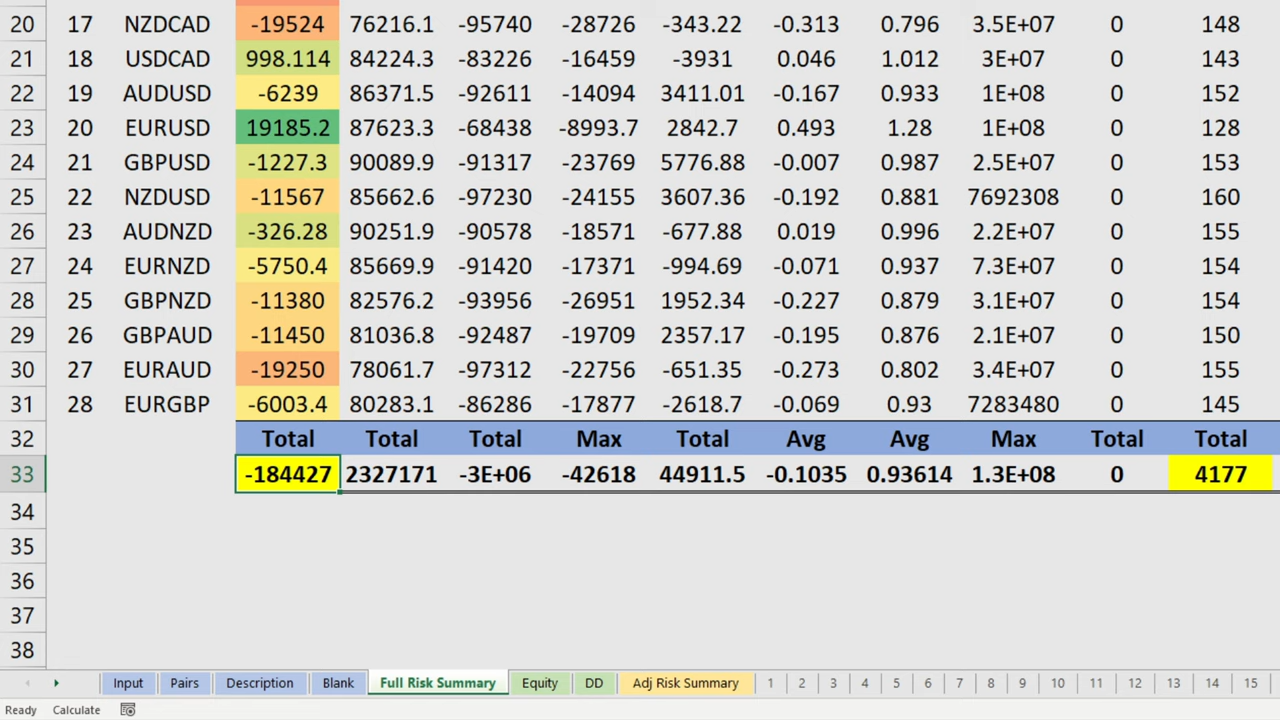 20 17 NZDCAD -19524 76216.1 -95740 -28726 -343.22 -0.313 0.796 3.5E+07 0 148
21 18 USDCAD 998.114 84224.3 -83226 -16459 -3931 0.046 1.012 3E+07 0 143
22 19 AUDUSD -6239 86371.5 -92611 -14094 3411.01 -0.167 0.933 1E+08 0 152
23 20 EURUSD 19185.2 87623.3 -68438 -8993.7 2842.7 0.493 1.28 1E+08 0 128
24 21 GBPUSD -1227.3 90089.9 -91317 -23769 5776.88 -0.007 0.987 2.5E+07 0 153
25 22 NZDUSD -11567 85662.6 -97230 -24155 3607.36 -0.192 0.881 7692308 0 160
26 23 AUDNZD -326.28 90251.9 -90578 -18571 -677.88 0.019 0.996 2.2E+07 0 155
27 24 EURNZD -5750.4 85669.9 -91420 -17371 -994.69 -0.071 0.937 7.3E+07 0 154
28 25 GBPNZD -11380 82576.2 -93956 -26951 1952.34 -0.227 0.879 3.1E+07 0 154
29 26 GBPAUD -11450 81036.8 -92487 -19709 2357.17 -0.195 0.876 2.1E+07 0 150
30 27 EURAUD -19250 78061.7 -97312 -22756 -651.35 -0.273 0.802 3.4E+07 0 155
31 28 EURGBP -6003.4 80283.1 -86286 -17877 -2618.7 -0.069 0.93 7283480 0 145
32 Total Total Total Max Total Avg Avg Max Total Total
33 -184427 2327171 -3E+06 -42618 44911.5 -0.1035 0.93614 1.3E+08 0 4177
34
35
36
37
38
Input Pairs Description Blank Full Risk Summary Equity DD Adj Risk Summary 1 2 3 4 5 6 7 8 9 10 11 12 13 14 15
Ready Calculate